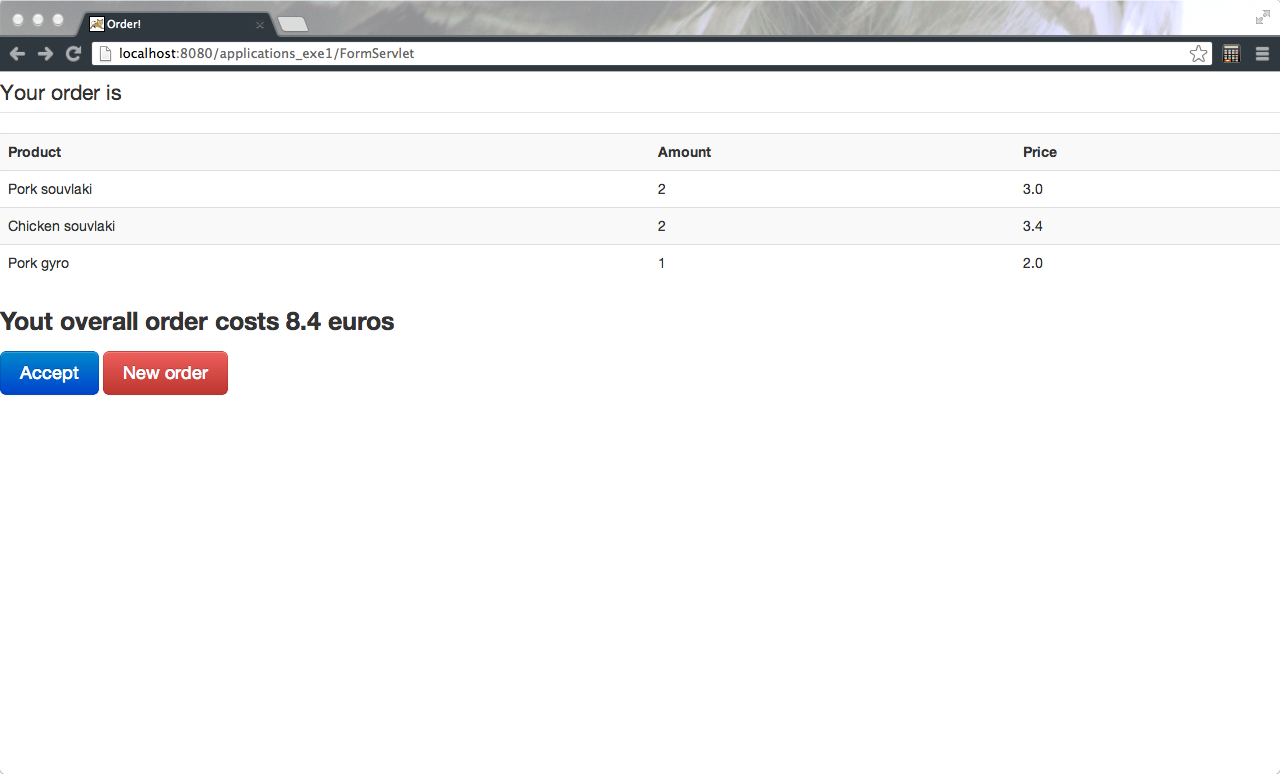 Order!
localhost:8080/applications_exe1/FormServlet
Your order is
Product Amount Price
Pork souvlaki 2 3.0
Chicken souvlaki 2 3.4
Pork gyro 1 2.0
Yout overall order costs 8.4 euros
Accept New order